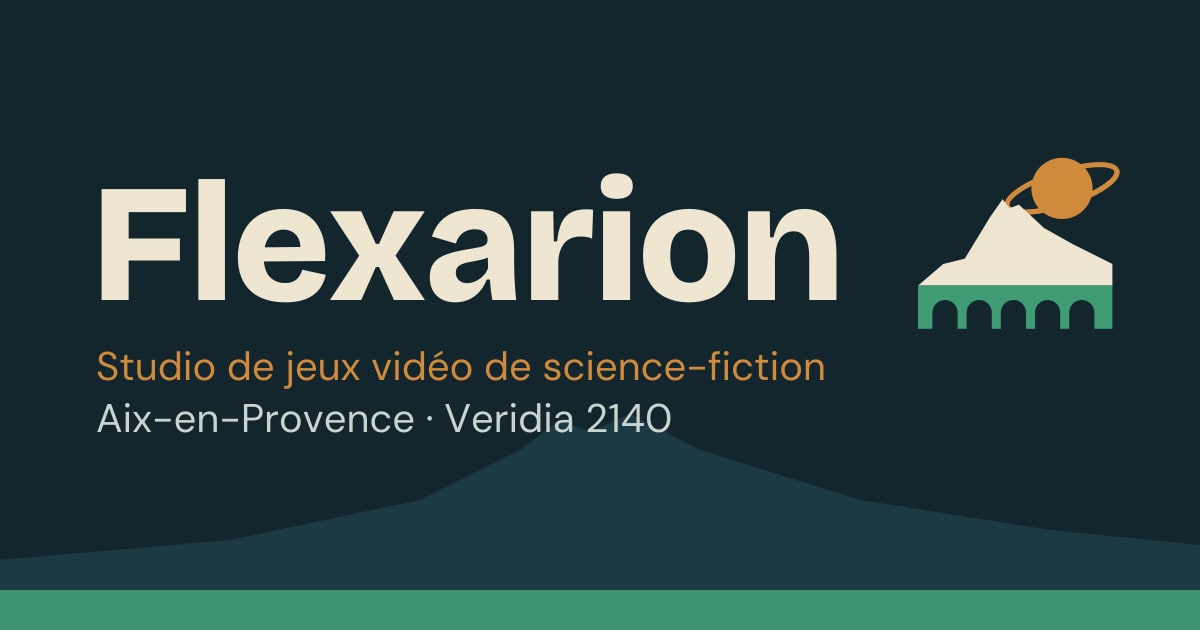 Flexarion
Studio de jeux vidéo de science-fiction
Aix-en-Provence · Veridia 2140